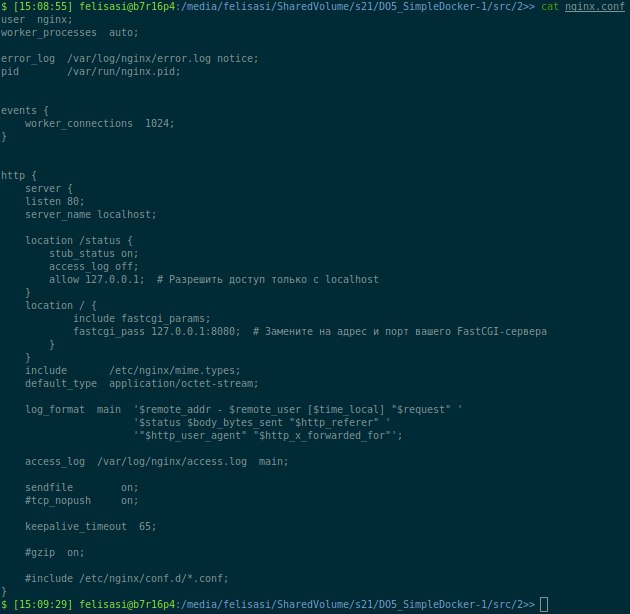 $ [15:08:55] felisasi@b7r16p4:/media/felisasi/SharedVolume/s21/DO5_SimpleDocker-1/src/2>> cat nginx.conf
user  nginx;
worker_processes  auto;

error_log  /var/log/nginx/error.log notice;
pid        /var/run/nginx.pid;


events {
    worker_connections  1024;
}


http {
    server {
    listen 80;
    server_name localhost;

    location /status {
        stub_status on;
        access_log off;
        allow 127.0.0.1;  # Разрешить доступ только с localhost
    }
    location / {
            include fastcgi_params;
            fastcgi_pass 127.0.0.1:8080;  # Замените на адрес и порт вашего FastCGI-сервера
        }
    }
    include       /etc/nginx/mime.types;
    default_type  application/octet-stream;

    log_format  main  '$remote_addr - $remote_user [$time_local] "$request" '
                      '$status $body_bytes_sent "$http_referer" '
                      '"$http_user_agent" "$http_x_forwarded_for"';

    access_log  /var/log/nginx/access.log  main;

    sendfile        on;
    #tcp_nopush     on;

    keepalive_timeout  65;

    #gzip  on;

    #include /etc/nginx/conf.d/*.conf;
}
$ [15:09:29] felisasi@b7r16p4:/media/felisasi/SharedVolume/s21/DO5_SimpleDocker-1/src/2>>